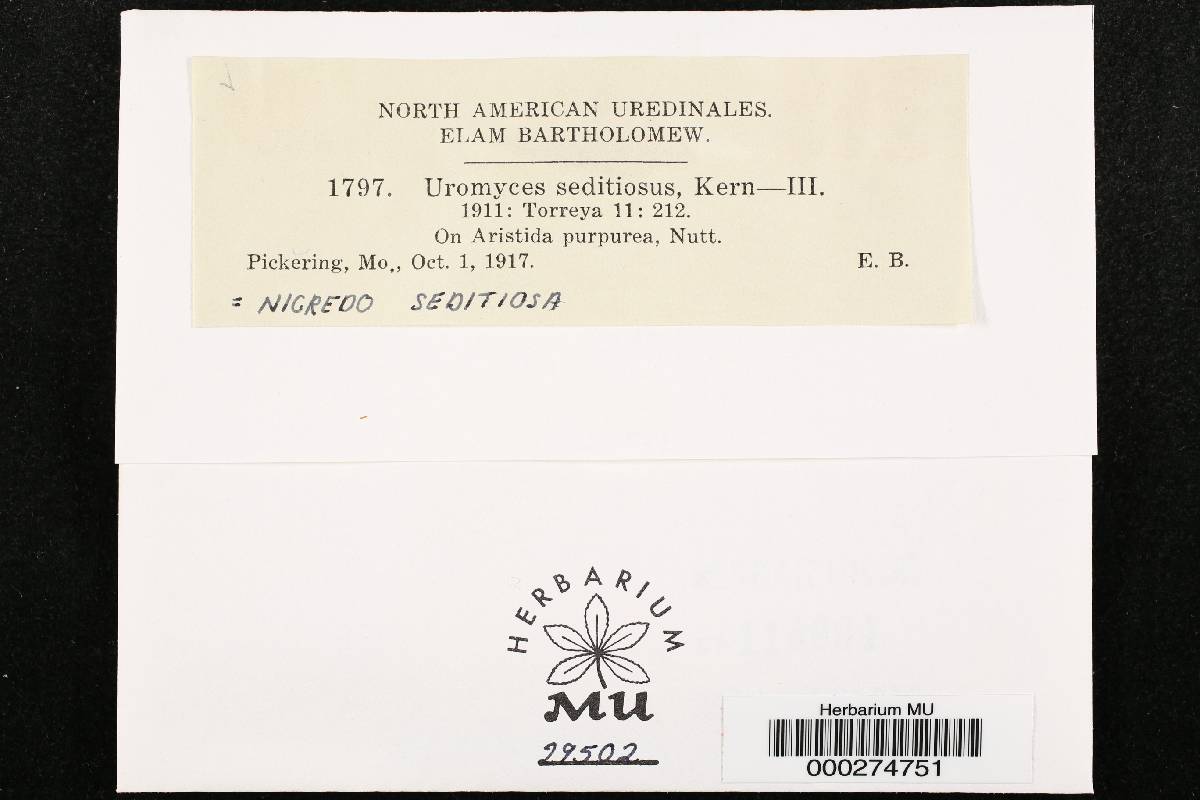 NORTH AMERICAN UREDINALES.
ELAM BARTHOLOMEW.
1797. Uromyces seditiosus, Kern—III.
1911: Torreya 11: 212.
On Aristida purpurea, Nutt.
Pickering, Mo., Oct. 1, 1917. E. B.
= NIGREDO SEDITIOSA
HERBARIUM
MU
29502
Herbarium MU
000274751